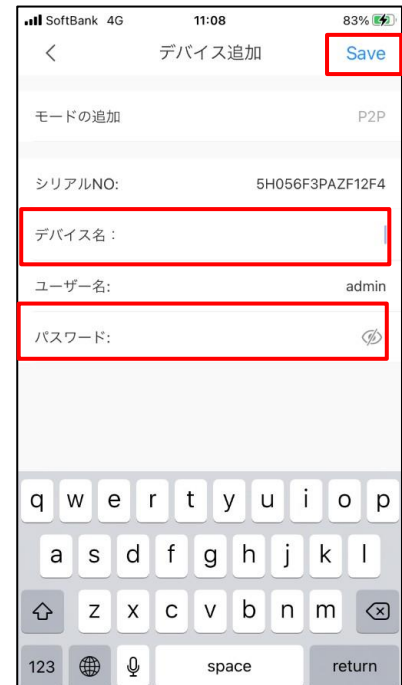 SoftBank 4G 11:08 83%
デバイス追加 Save
モードの追加 P2P
シリアルNO: 5H056F3PAZF12F4
デバイス名：
ユーザー名: admin
パスワード:
q w e r t y u i o p
a s d f g h j k l
z x c v b n m
123 space return